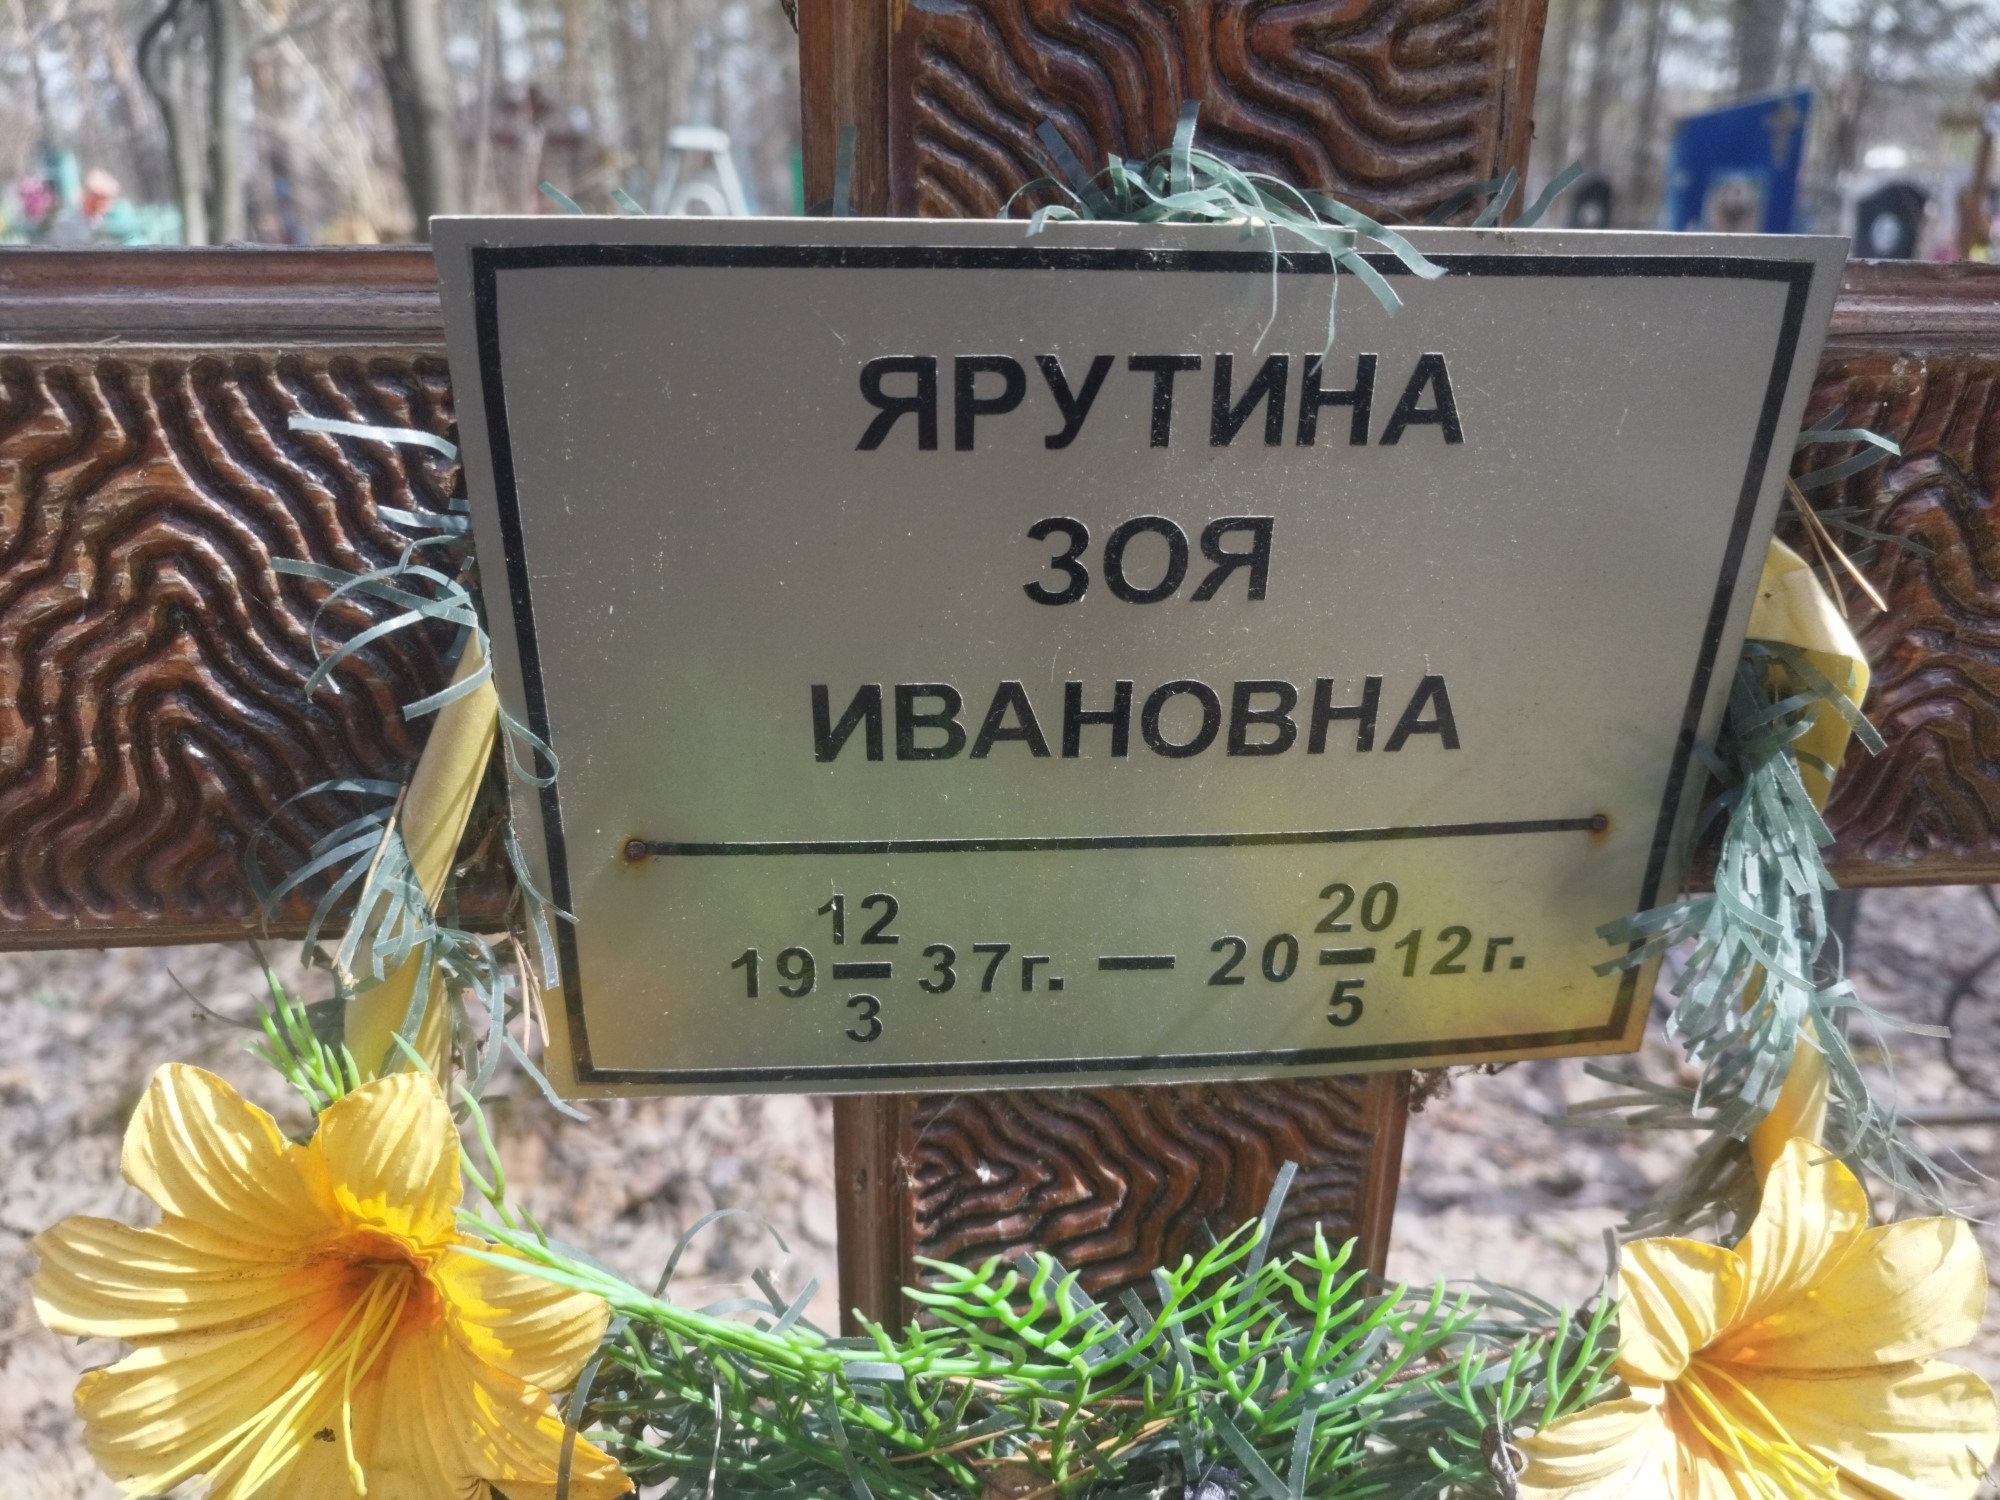 ЯРУТИНА
ЗОЯ
ИВАНОВНА
19 12/3 37г. — 20 20/5 12г.